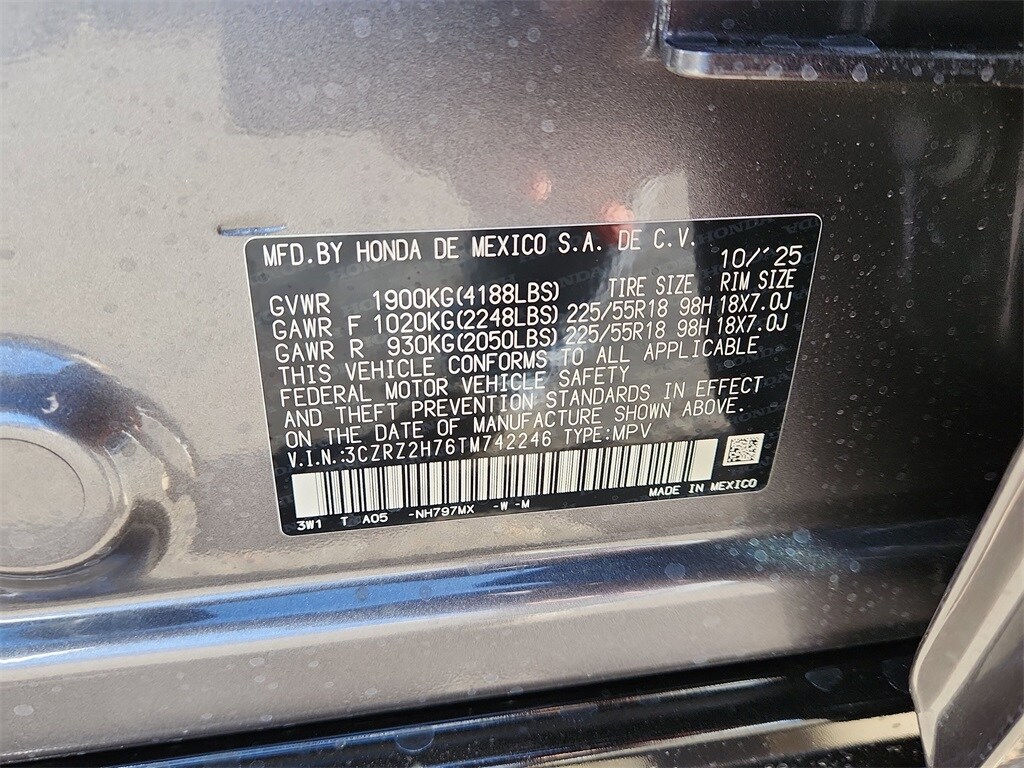 MFD.BY HONDA DE MEXICO S.A. DE C.V. 10/'25
TIRE SIZE RIM SIZE
GVWR 1900KG(4188LBS)
GAWR F 1020KG(2248LBS) 225/55R18 98H 18X7.0J
GAWR R 930KG(2050LBS) 225/55R18 98H 18X7.0J
THIS VEHICLE CONFORMS TO ALL APPLICABLE
FEDERAL MOTOR VEHICLE SAFETY
AND THEFT PREVENTION STANDARDS IN EFFECT
ON THE DATE OF MANUFACTURE SHOWN ABOVE.
V.I.N.:3CZRZ2H76TM742246 TYPE:MPV
MADE IN MEXICO
3W1 T A05 -NH797MX -W -M